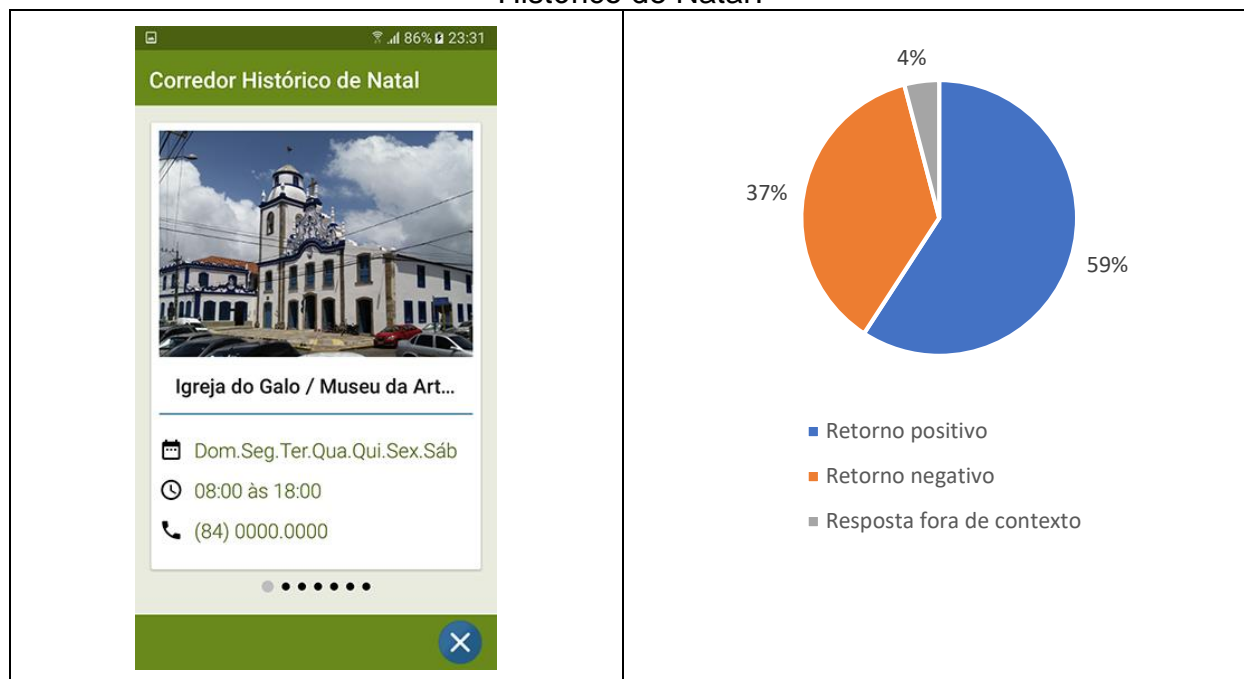 Histórico de Natal.
86% 23:31
Corredor Histórico de Natal
Igreja do Galo / Museu da Art...
Dom.Seg.Ter.Qua.Qui.Sex.Sáb
08:00 às 18:00
(84) 0000.0000
4%
37%
59%
Retorno positivo
Retorno negativo
Resposta fora de contexto